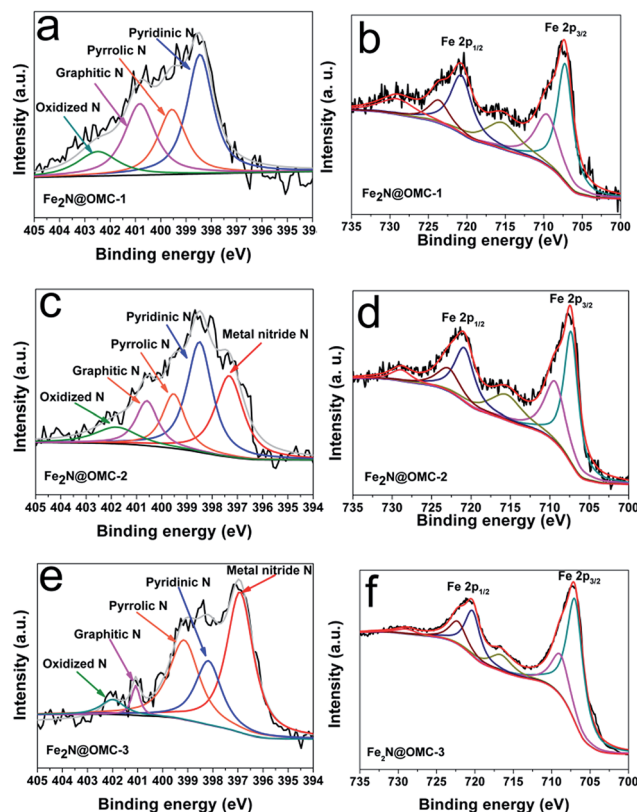 a
Pyridinic N
Pyrrolic N
Graphitic N
Oxidized N
Fe2N@OMC-1
Intensity (a.u.)
405 404 403 402 401 400 399 398 397 396 395 394
Binding energy (eV)
b
Fe 2p3/2
Fe 2p1/2
Fe2N@OMC-1
Intensity (a. u.)
735 730 725 720 715 710 705 700
Binding energy (eV)
c
Pyridinic N
Metal nitride N
Pyrrolic N
Graphitic N
Oxidized N
Fe2N@OMC-2
Intensity (a.u.)
405 404 403 402 401 400 399 398 397 396 395 394
Binding energy (eV)
d
Fe 2p3/2
Fe 2p1/2
Fe2N@OMC-2
Intensity (a. u.)
735 730 725 720 715 710 705 700
Binding energy (eV)
e
Metal nitride N
Pyridinic N
Pyrrolic N
Graphitic N
Oxidized N
Fe2N@OMC-3
Intensity (a.u.)
405 404 403 402 401 400 399 398 397 396 395 394
Binding energy (eV)
f
Fe 2p3/2
Fe 2p1/2
Fe2N@OMC-3
Intensity (a.u.)
735 730 725 720 715 710 705 700
Binding energy (eV)